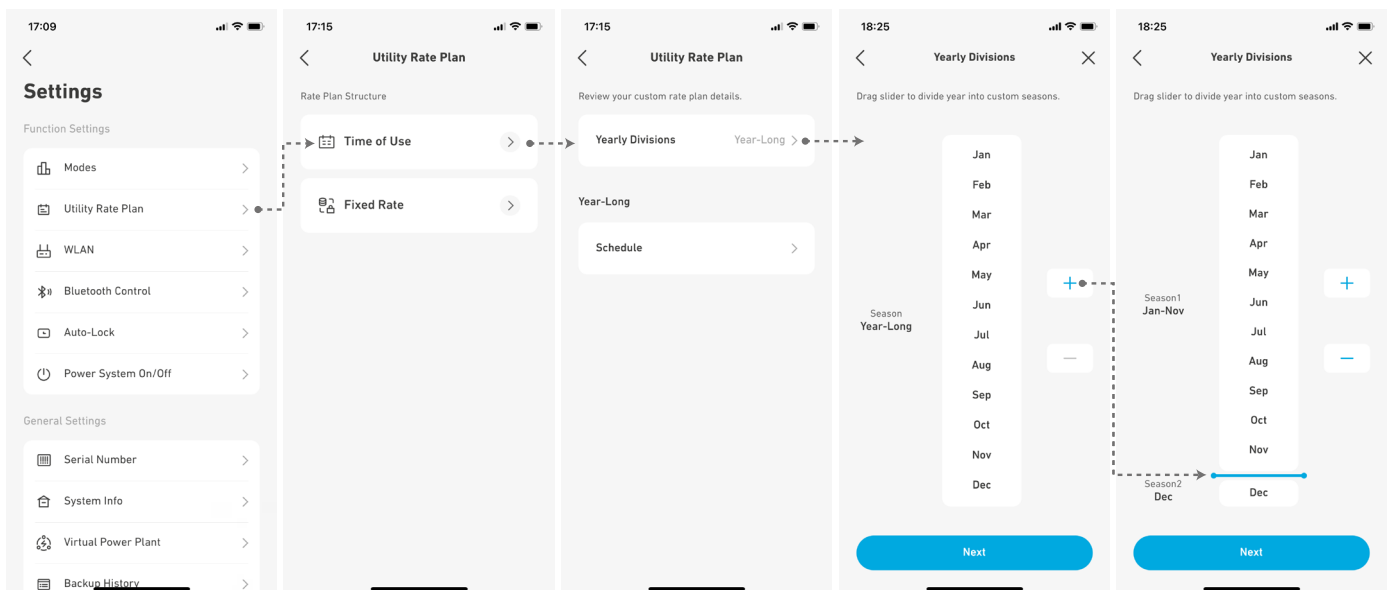 17:09
Settings
Function Settings
Modes
Utility Rate Plan
WLAN
Bluetooth Control
Auto-Lock
Power System On/Off
General Settings
Serial Number
System Info
Virtual Power Plant
Backup History
17:15
Utility Rate Plan
Rate Plan Structure
Time of Use
Fixed Rate
17:15
Utility Rate Plan
Review your custom rate plan details.
Yearly Divisions Year-Long
Year-Long
Schedule
18:25
Yearly Divisions
Drag slider to divide year into custom seasons.
Jan
Feb
Mar
Apr
May
Jun
Season
Year-Long
Jul
Aug
Sep
Oct
Nov
Dec
Next
18:25
Yearly Divisions
Drag slider to divide year into custom seasons.
Jan
Feb
Mar
Apr
May
Season1
Jan-Nov
Jun
Jul
Aug
Sep
Oct
Nov
Season2
Dec
Dec
Next